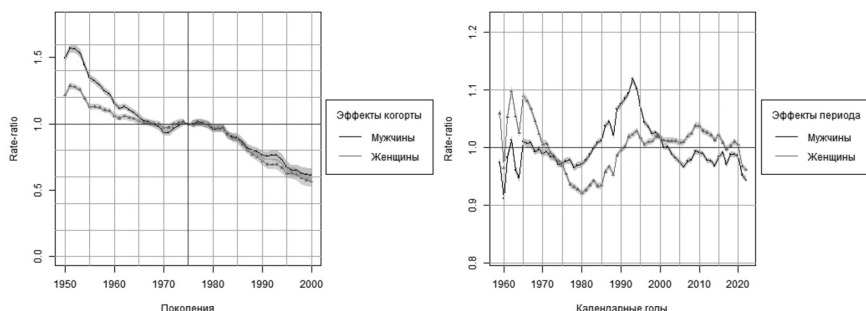 Rate-ratio
1.5
1.0
0.5
0.0
1950 1960 1970 1980 1990 2000
Поколения
Эффекты когорты
Мужчины
Женщины
Rate-ratio
1.2
1.1
1.0
0.9
0.8
1960 1970 1980 1990 2000 2010 2020
Календарные годы
Эффекты периода
Мужчины
Женщины